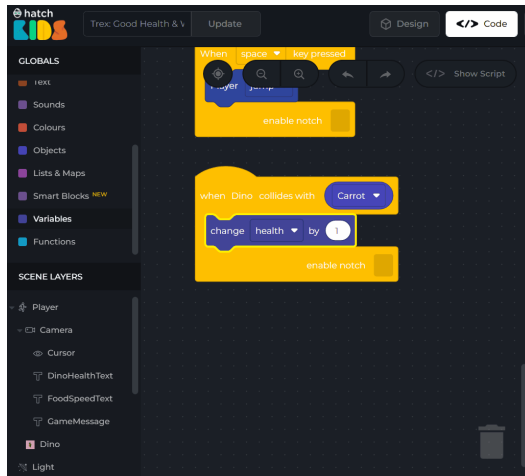 hatch
KIDS
Trex: Good Health & V
Update
Design
</> Code
GLOBALS
Text
Sounds
Colours
Objects
Lists & Maps
Smart Blocks NEW
Variables
Functions
SCENE LAYERS
Player
Camera
Cursor
DinoHealthText
FoodSpeedText
GameMessage
Dino
Light
When space key pressed
</> Show Script
Player jump
enable notch
when Dino collides with Carrot
change health by 1
enable notch